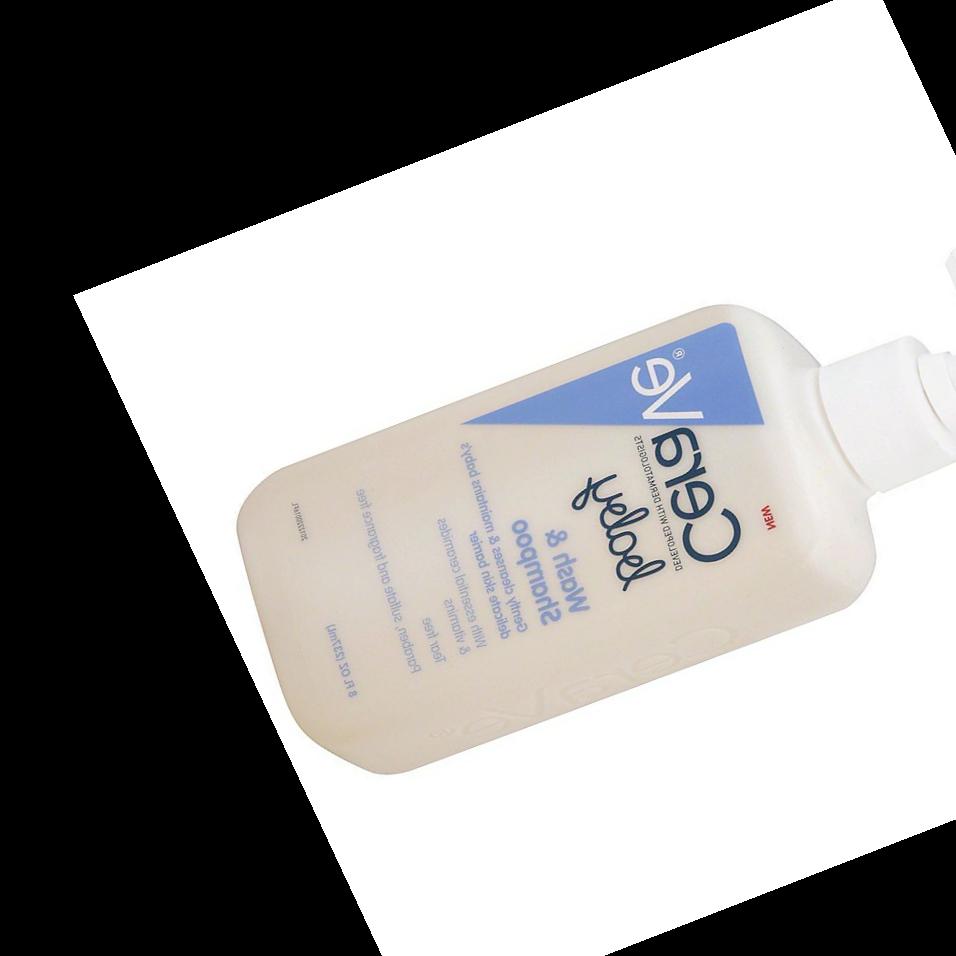 NEW
CeraVe®
DEVELOPED WITH DERMATOLOGISTS
baby
Wash &
Shampoo
Gently cleanses & maintains baby's
delicate skin barrier
With essential ceramides
& vitamins
Tear free
Paraben, sulfate and fragrance free
8 FL OZ (237mL)
CeraVe®